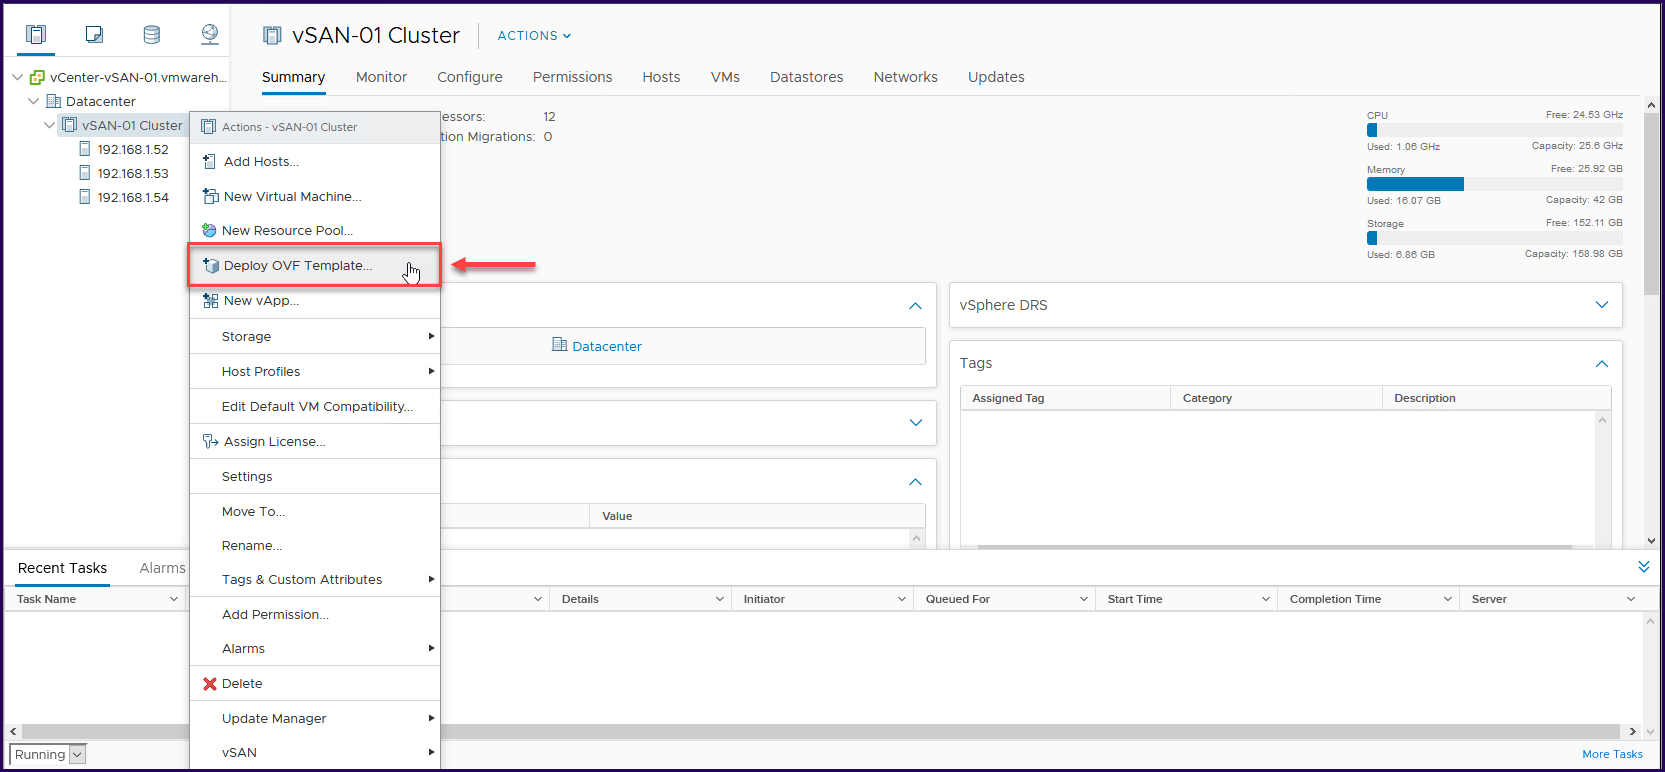 vSAN-01 Cluster
ACTIONS
Summary Monitor Configure Permissions Hosts VMs Datastores Networks Updates
vCenter-vSAN-01.vmwareh...
Datacenter
vSAN-01 Cluster
192.168.1.52
192.168.1.53
192.168.1.54
Actions - vSAN-01 Cluster
Add Hosts...
New Virtual Machine...
New Resource Pool...
Deploy OVF Template...
New vApp...
Storage
Host Profiles
Edit Default VM Compatibility...
Assign License...
Settings
Move To...
Rename...
Tags & Custom Attributes
Add Permission...
Alarms
Delete
Update Manager
vSAN
essors: 12
tion Migrations: 0
CPU Free: 24.53 GHz
Used: 1.06 GHz Capacity: 25.6 GHz
Memory Free: 25.92 GB
Used: 16.07 GB Capacity: 42 GB
Storage Free: 152.11 GB
Used: 6.86 GB Capacity: 158.98 GB
Datacenter
Value
vSphere DRS
Tags
Assigned Tag Category Description
Recent Tasks Alarms
Task Name Details Initiator Queued For Start Time Completion Time Server
Running
More Tasks